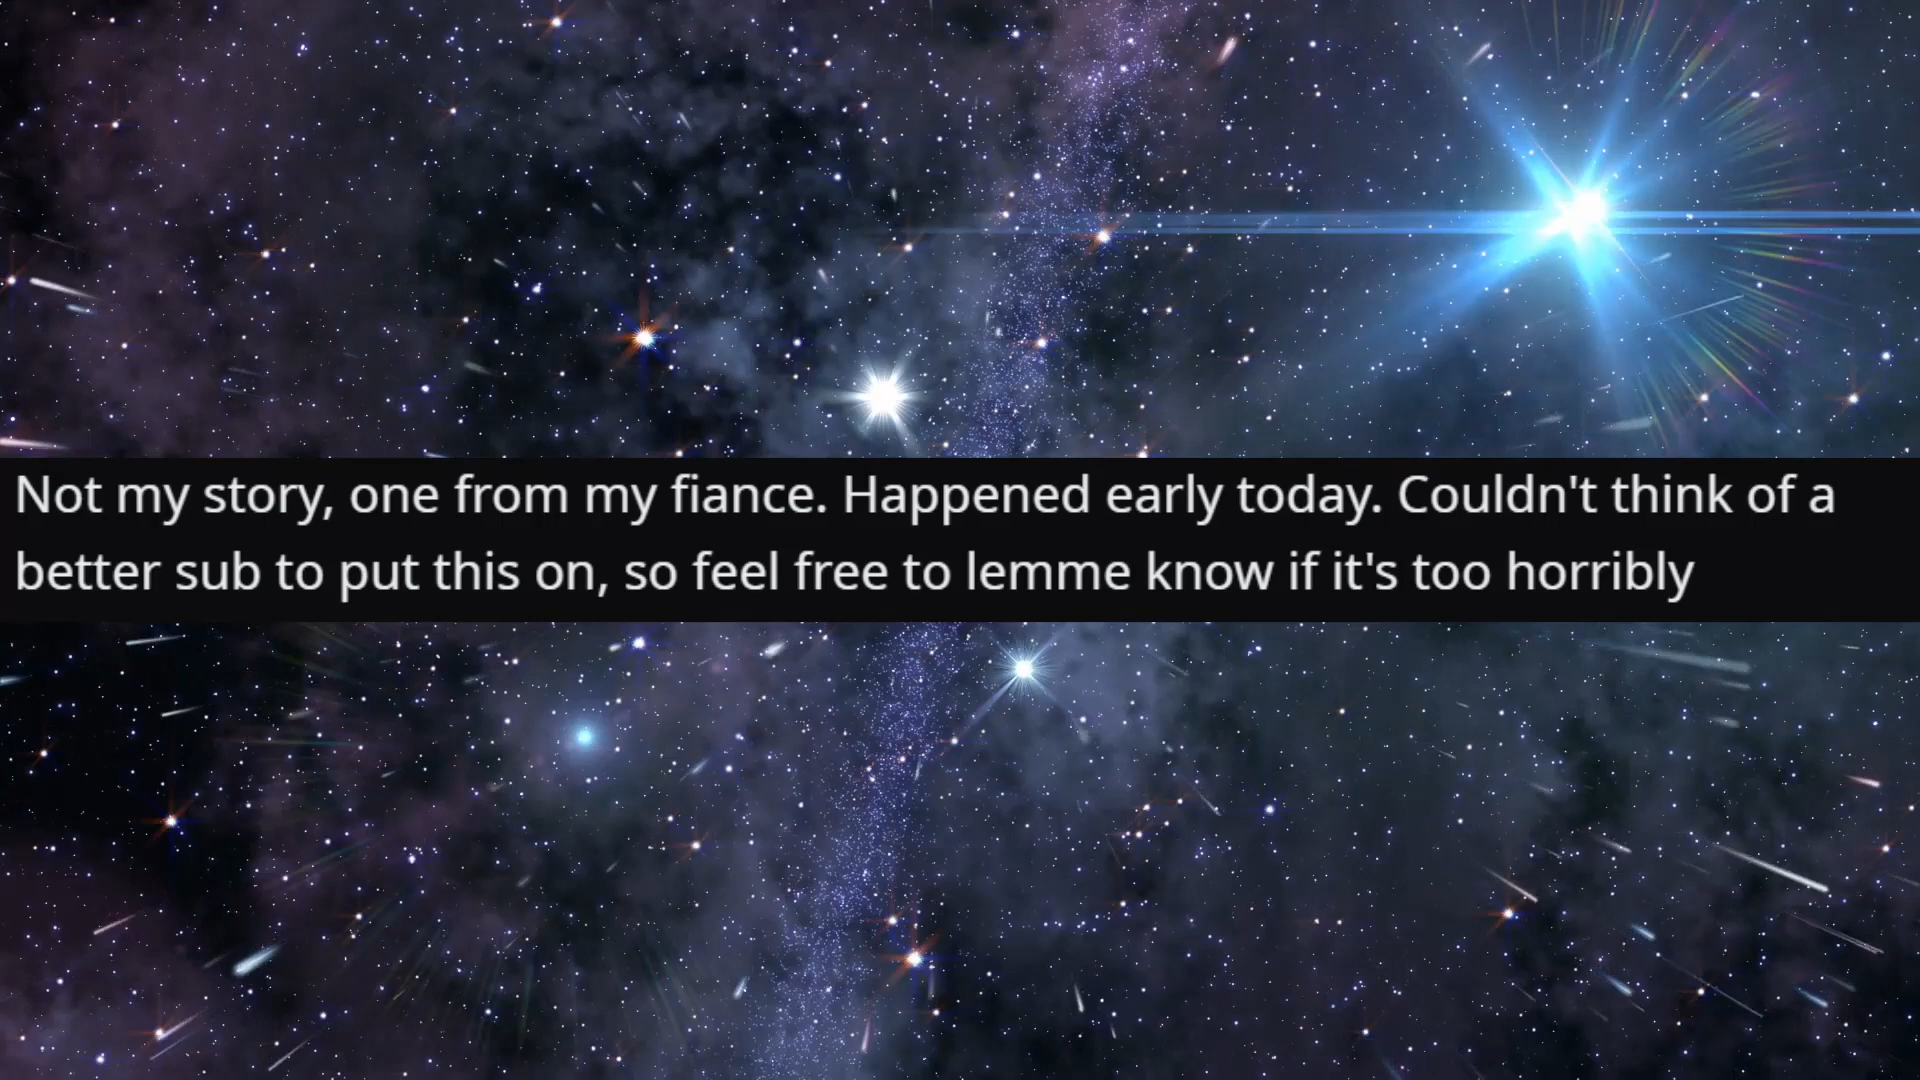 Not my story, one from my fiance. Happened early today. Couldn't think of a
better sub to put this on, so feel free to lemme know if it's too horribly